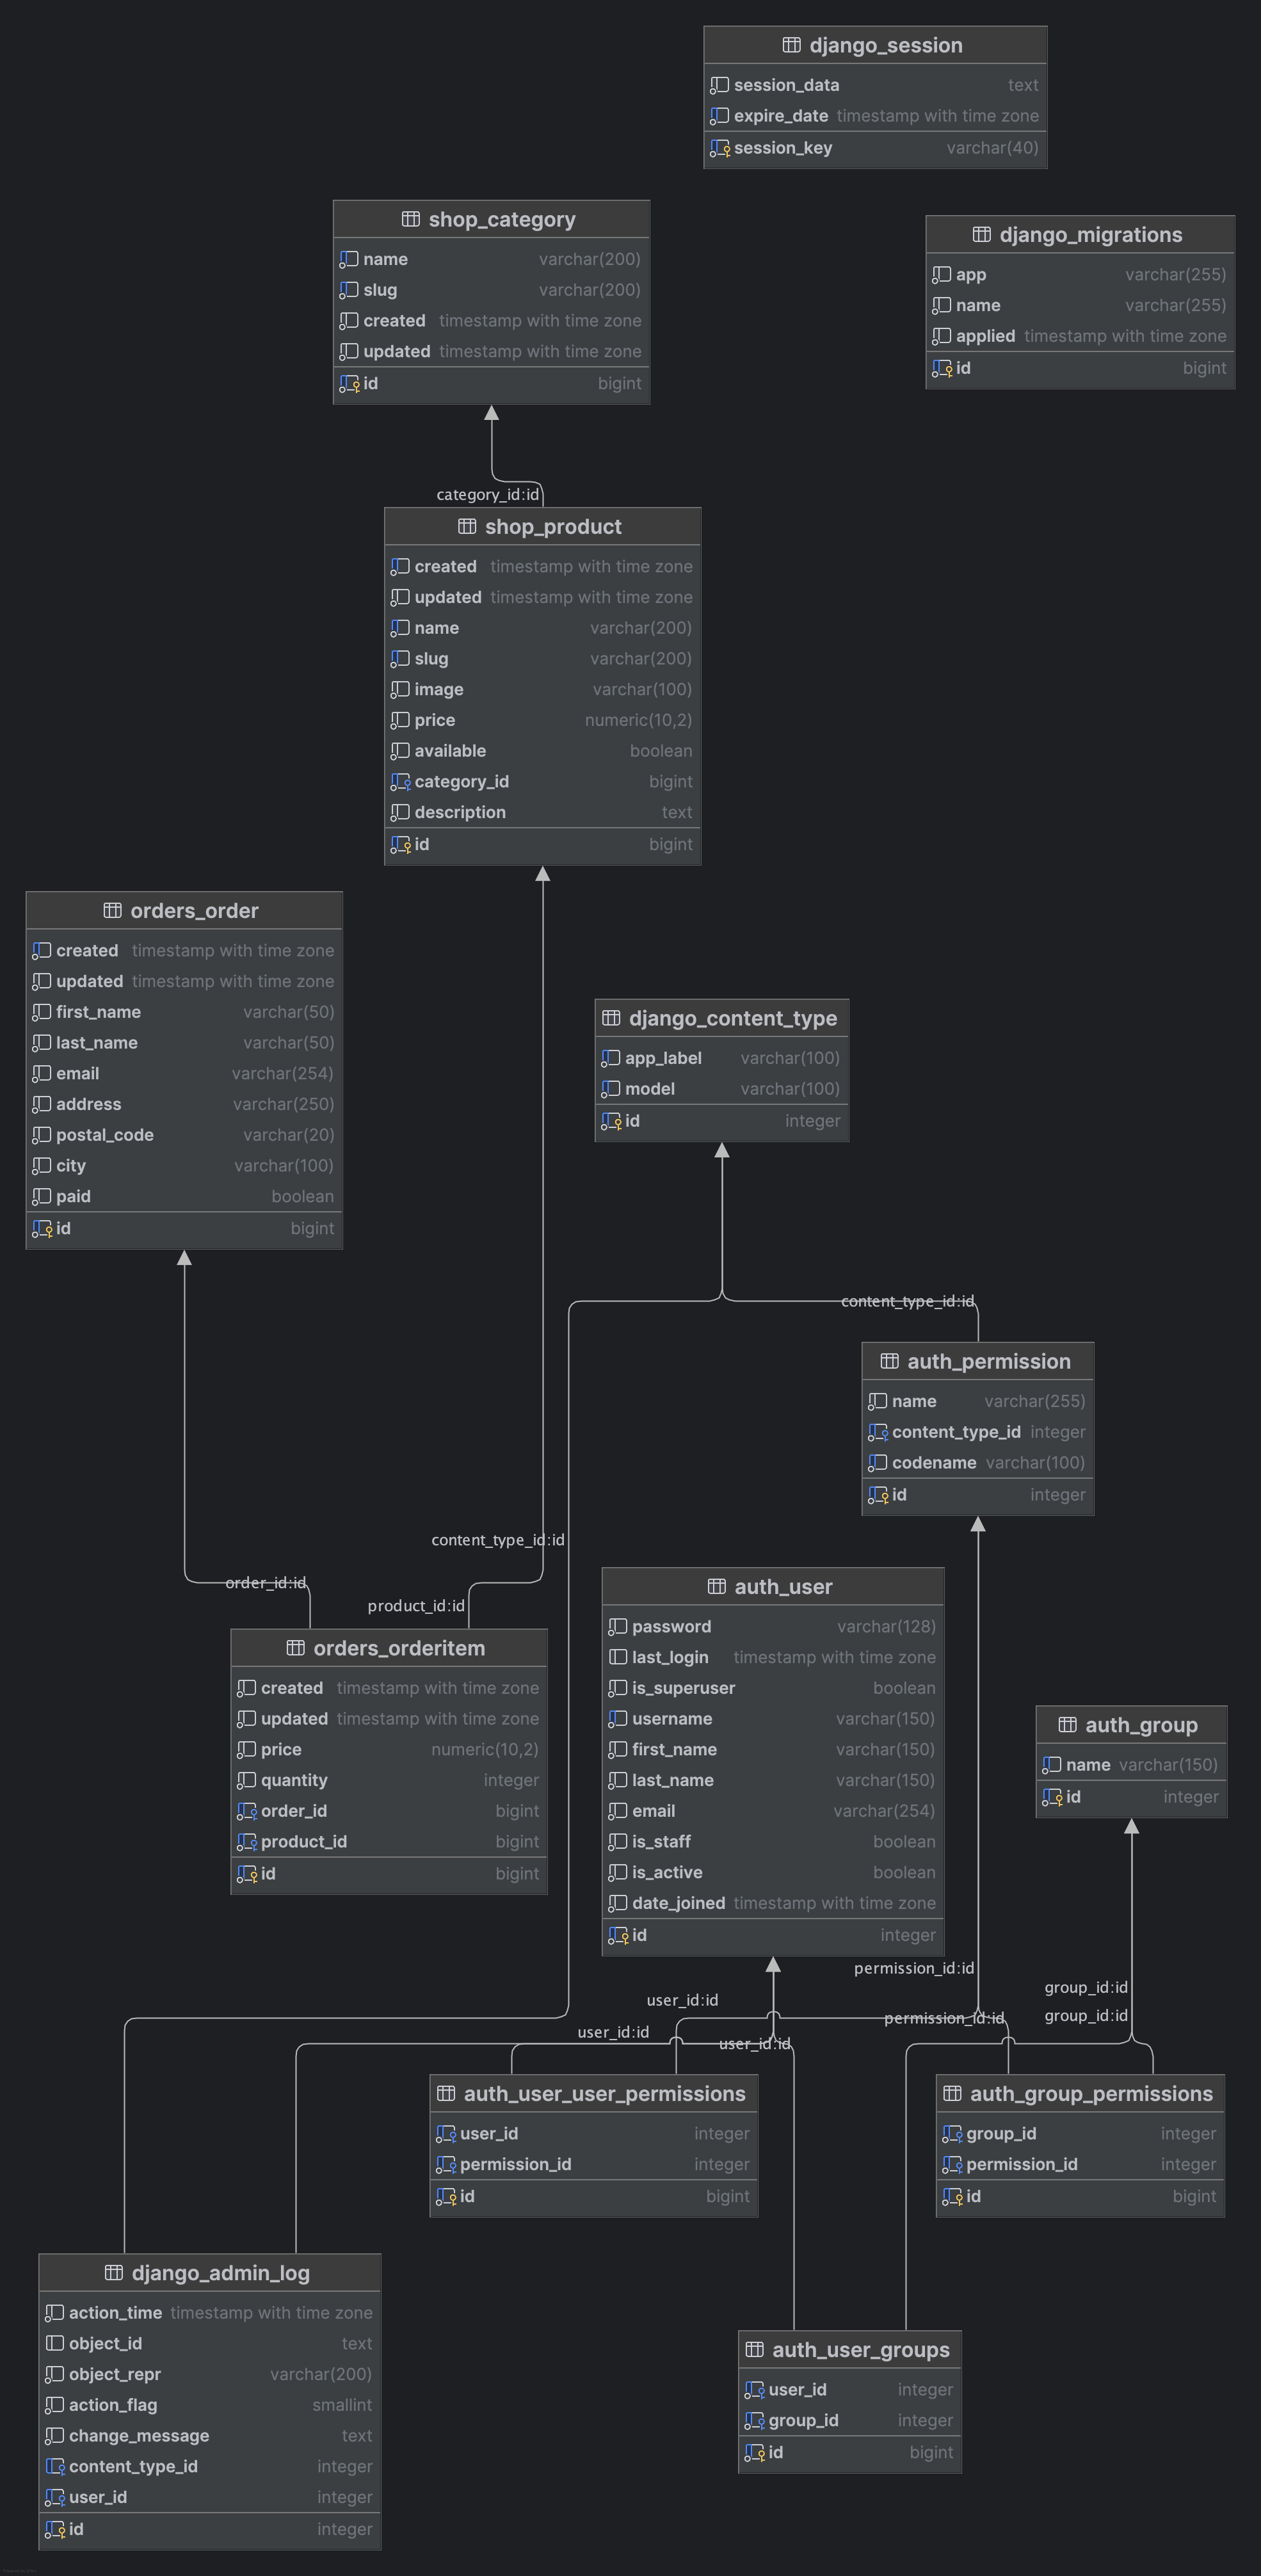 django_session
session_data text
expire_date timestamp with time zone
session_key varchar(40)
shop_category
name varchar(200)
slug varchar(200)
created timestamp with time zone
updated timestamp with time zone
id bigint
django_migrations
app varchar(255)
name varchar(255)
applied timestamp with time zone
id bigint
category_id:id
shop_product
created timestamp with time zone
updated timestamp with time zone
name varchar(200)
slug varchar(200)
image varchar(100)
price numeric(10,2)
available boolean
category_id bigint
description text
id bigint
orders_order
created timestamp with time zone
updated timestamp with time zone
first_name varchar(50)
last_name varchar(50)
email varchar(254)
address varchar(250)
postal_code varchar(20)
city varchar(100)
paid boolean
id bigint
django_content_type
app_label varchar(100)
model varchar(100)
id integer
content_type_id:id
auth_permission
name varchar(255)
content_type_id integer
codename varchar(100)
id integer
content_type_id:id
order_id:id
product_id:id
orders_orderitem
created timestamp with time zone
updated timestamp with time zone
price numeric(10,2)
quantity integer
order_id bigint
product_id bigint
id bigint
auth_user
password varchar(128)
last_login timestamp with time zone
is_superuser boolean
username varchar(150)
first_name varchar(150)
last_name varchar(150)
email varchar(254)
is_staff boolean
is_active boolean
date_joined timestamp with time zone
id integer
auth_group
name varchar(150)
id integer
permission_id:id
group_id:id
user_id:id
permission_id:id
group_id:id
user_id:id
user_id:id
auth_user_user_permissions
user_id integer
permission_id integer
id bigint
auth_group_permissions
group_id integer
permission_id integer
id bigint
django_admin_log
action_time timestamp with time zone
object_id text
object_repr varchar(200)
action_flag smallint
change_message text
content_type_id integer
user_id integer
id integer
auth_user_groups
user_id integer
group_id integer
id bigint